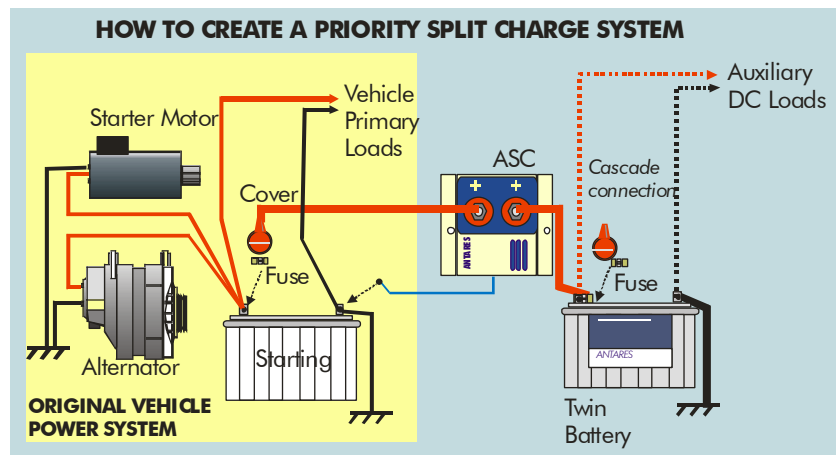 HOW TO CREATE A PRIORITY SPLIT CHARGE SYSTEM
Starter Motor
Vehicle
Primary
Loads
Auxiliary
DC Loads
ASC
Cascade
connection
Cover
+ +
ANTARES
Fuse
Fuse
Alternator
Starting
ANTARES
ORIGINAL VEHICLE
POWER SYSTEM
Twin
Battery